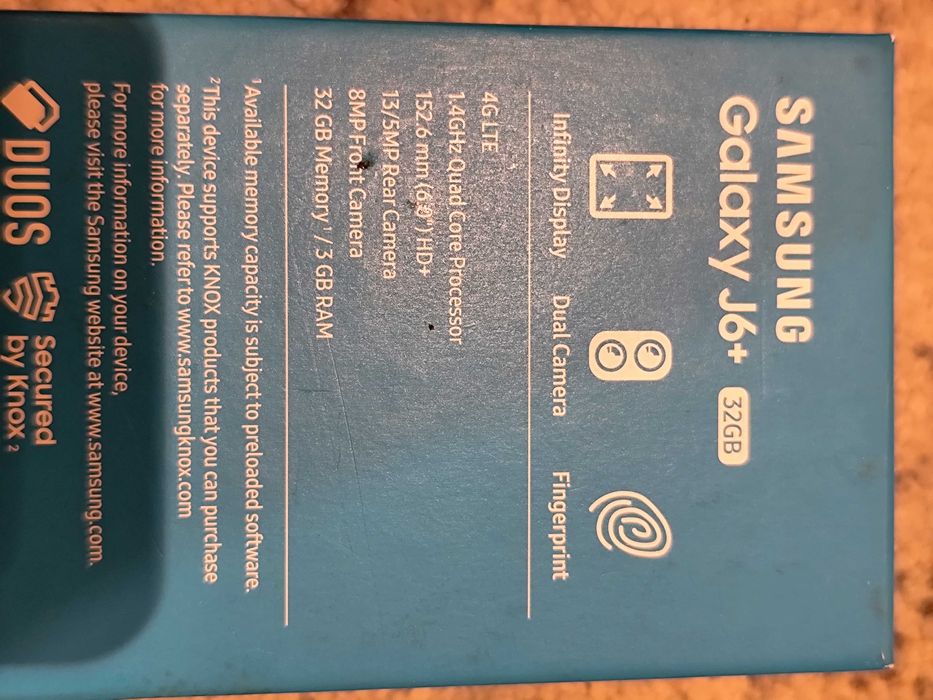 SAMSUNG
Galaxy J6+ 32GB
Infinity Display Dual Camera Fingerprint
4G LTE
1.4GHz Quad Core Processor
152.6 mm (6.0") HD+
13/5MP Rear Camera
8MP Front Camera
32 GB Memory¹ / 3 GB RAM
¹Available memory capacity is subject to preloaded software.
²This device supports KNOX products that you can purchase
separately. Please refer to www.samsungknox.com
for more information.
For more information on your device,
please visit the Samsung website at www.samsung.com.
DUOS Secured
by Knox ²